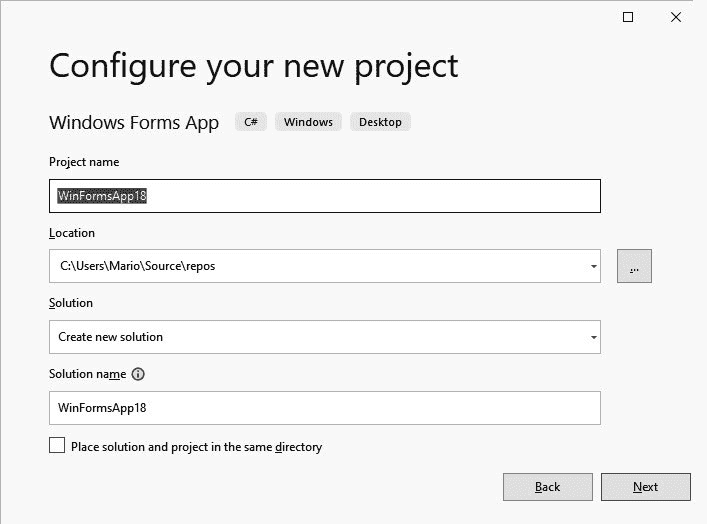 Configure your new project
Windows Forms App C# Windows Desktop
Project name
WinFormsApp18
Location
C:\Users\Mario\Source\repos
...
Solution
Create new solution
Solution name
WinFormsApp18
Place solution and project in the same directory
Back Next